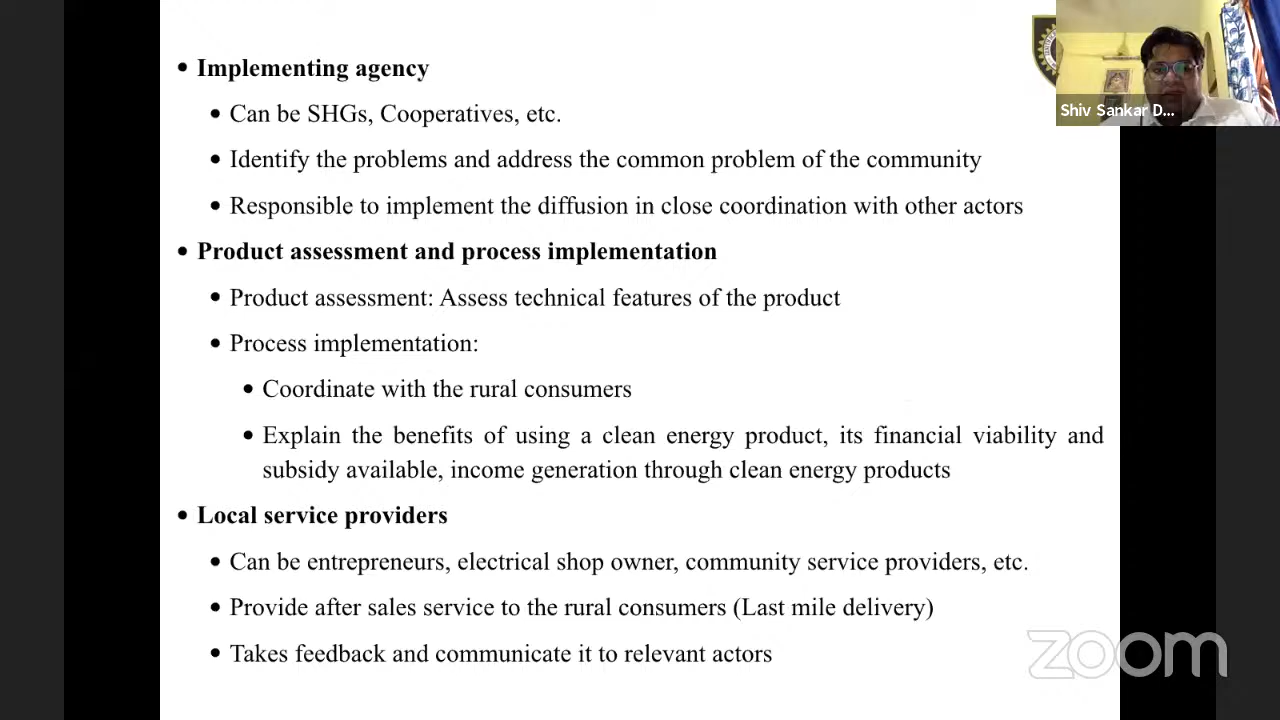 • Implementing agency
• Can be SHGs, Cooperatives, etc.
• Identify the problems and address the common problem of the community
• Responsible to implement the diffusion in close coordination with other actors
• Product assessment and process implementation
• Product assessment: Assess technical features of the product
• Process implementation:
• Coordinate with the rural consumers
• Explain the benefits of using a clean energy product, its financial viability and
subsidy available, income generation through clean energy products
• Local service providers
• Can be entrepreneurs, electrical shop owner, community service providers, etc.
• Provide after sales service to the rural consumers (Last mile delivery)
• Takes feedback and communicate it to relevant actors
Shiv Sankar D...
zoom